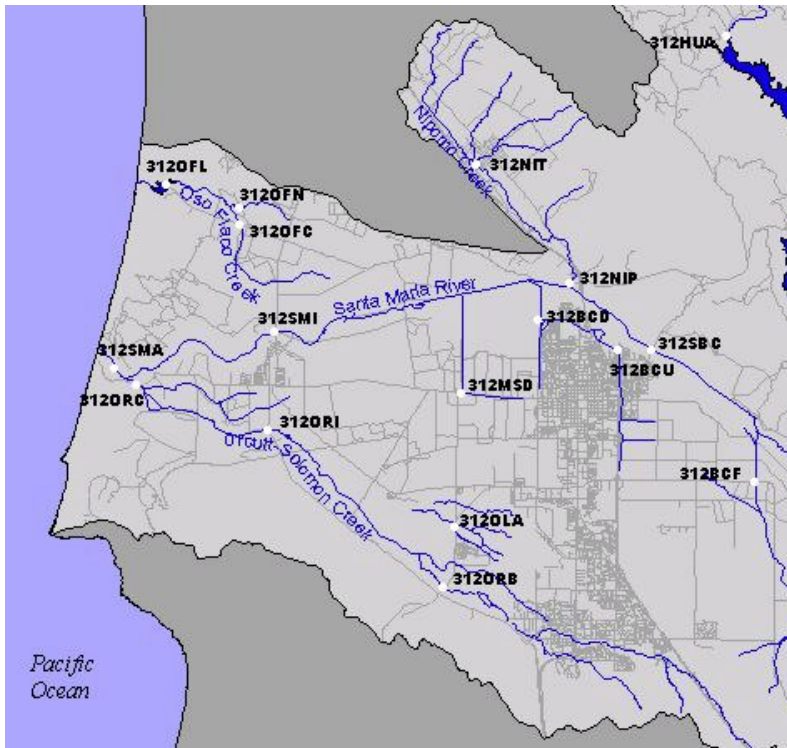 312HUA
Nipomo Creek
312NIT
312OFL
312OFN
Oso Flaco Creek
312OFC
312NIP
Santa Maria River
312SMI
312BCD
312SBC
312BCU
312SMA
312MSD
312ORC
312ORI
Orcutt-Solomon Creek
312BCF
312OLA
312ORB
Pacific
Ocean